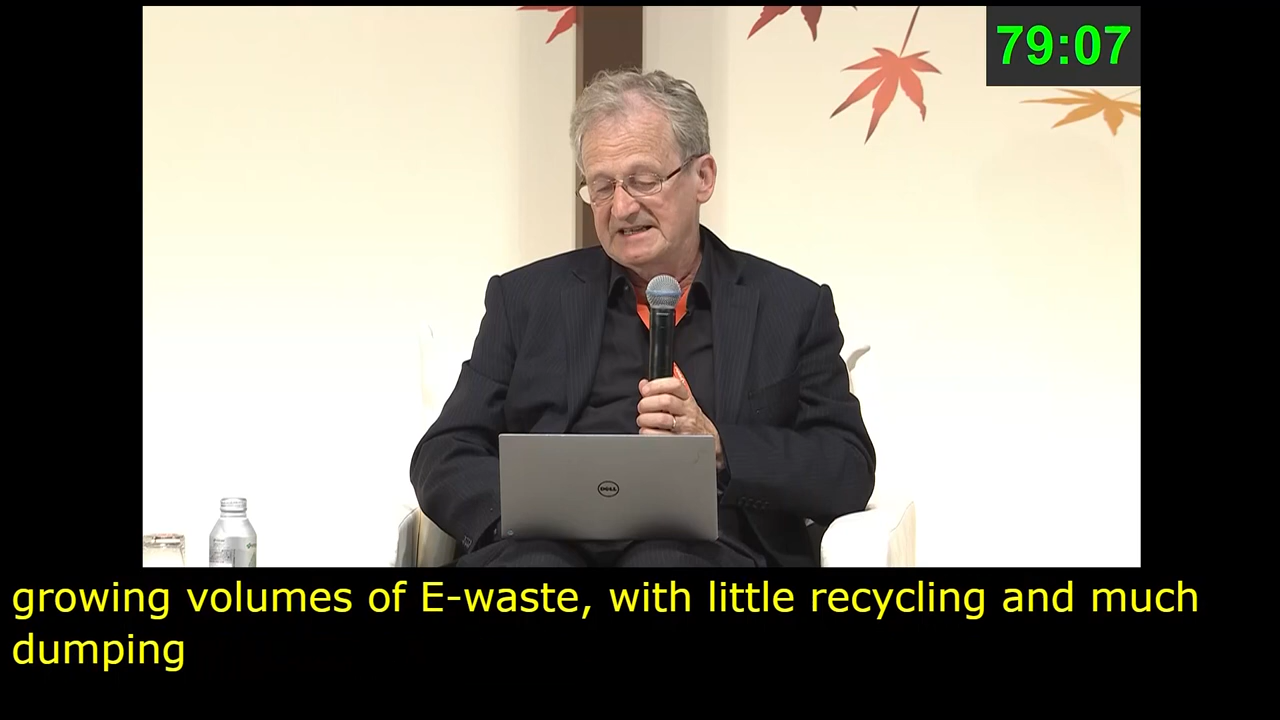 79:07
DELL
growing volumes of E-waste, with little recycling and much
dumping